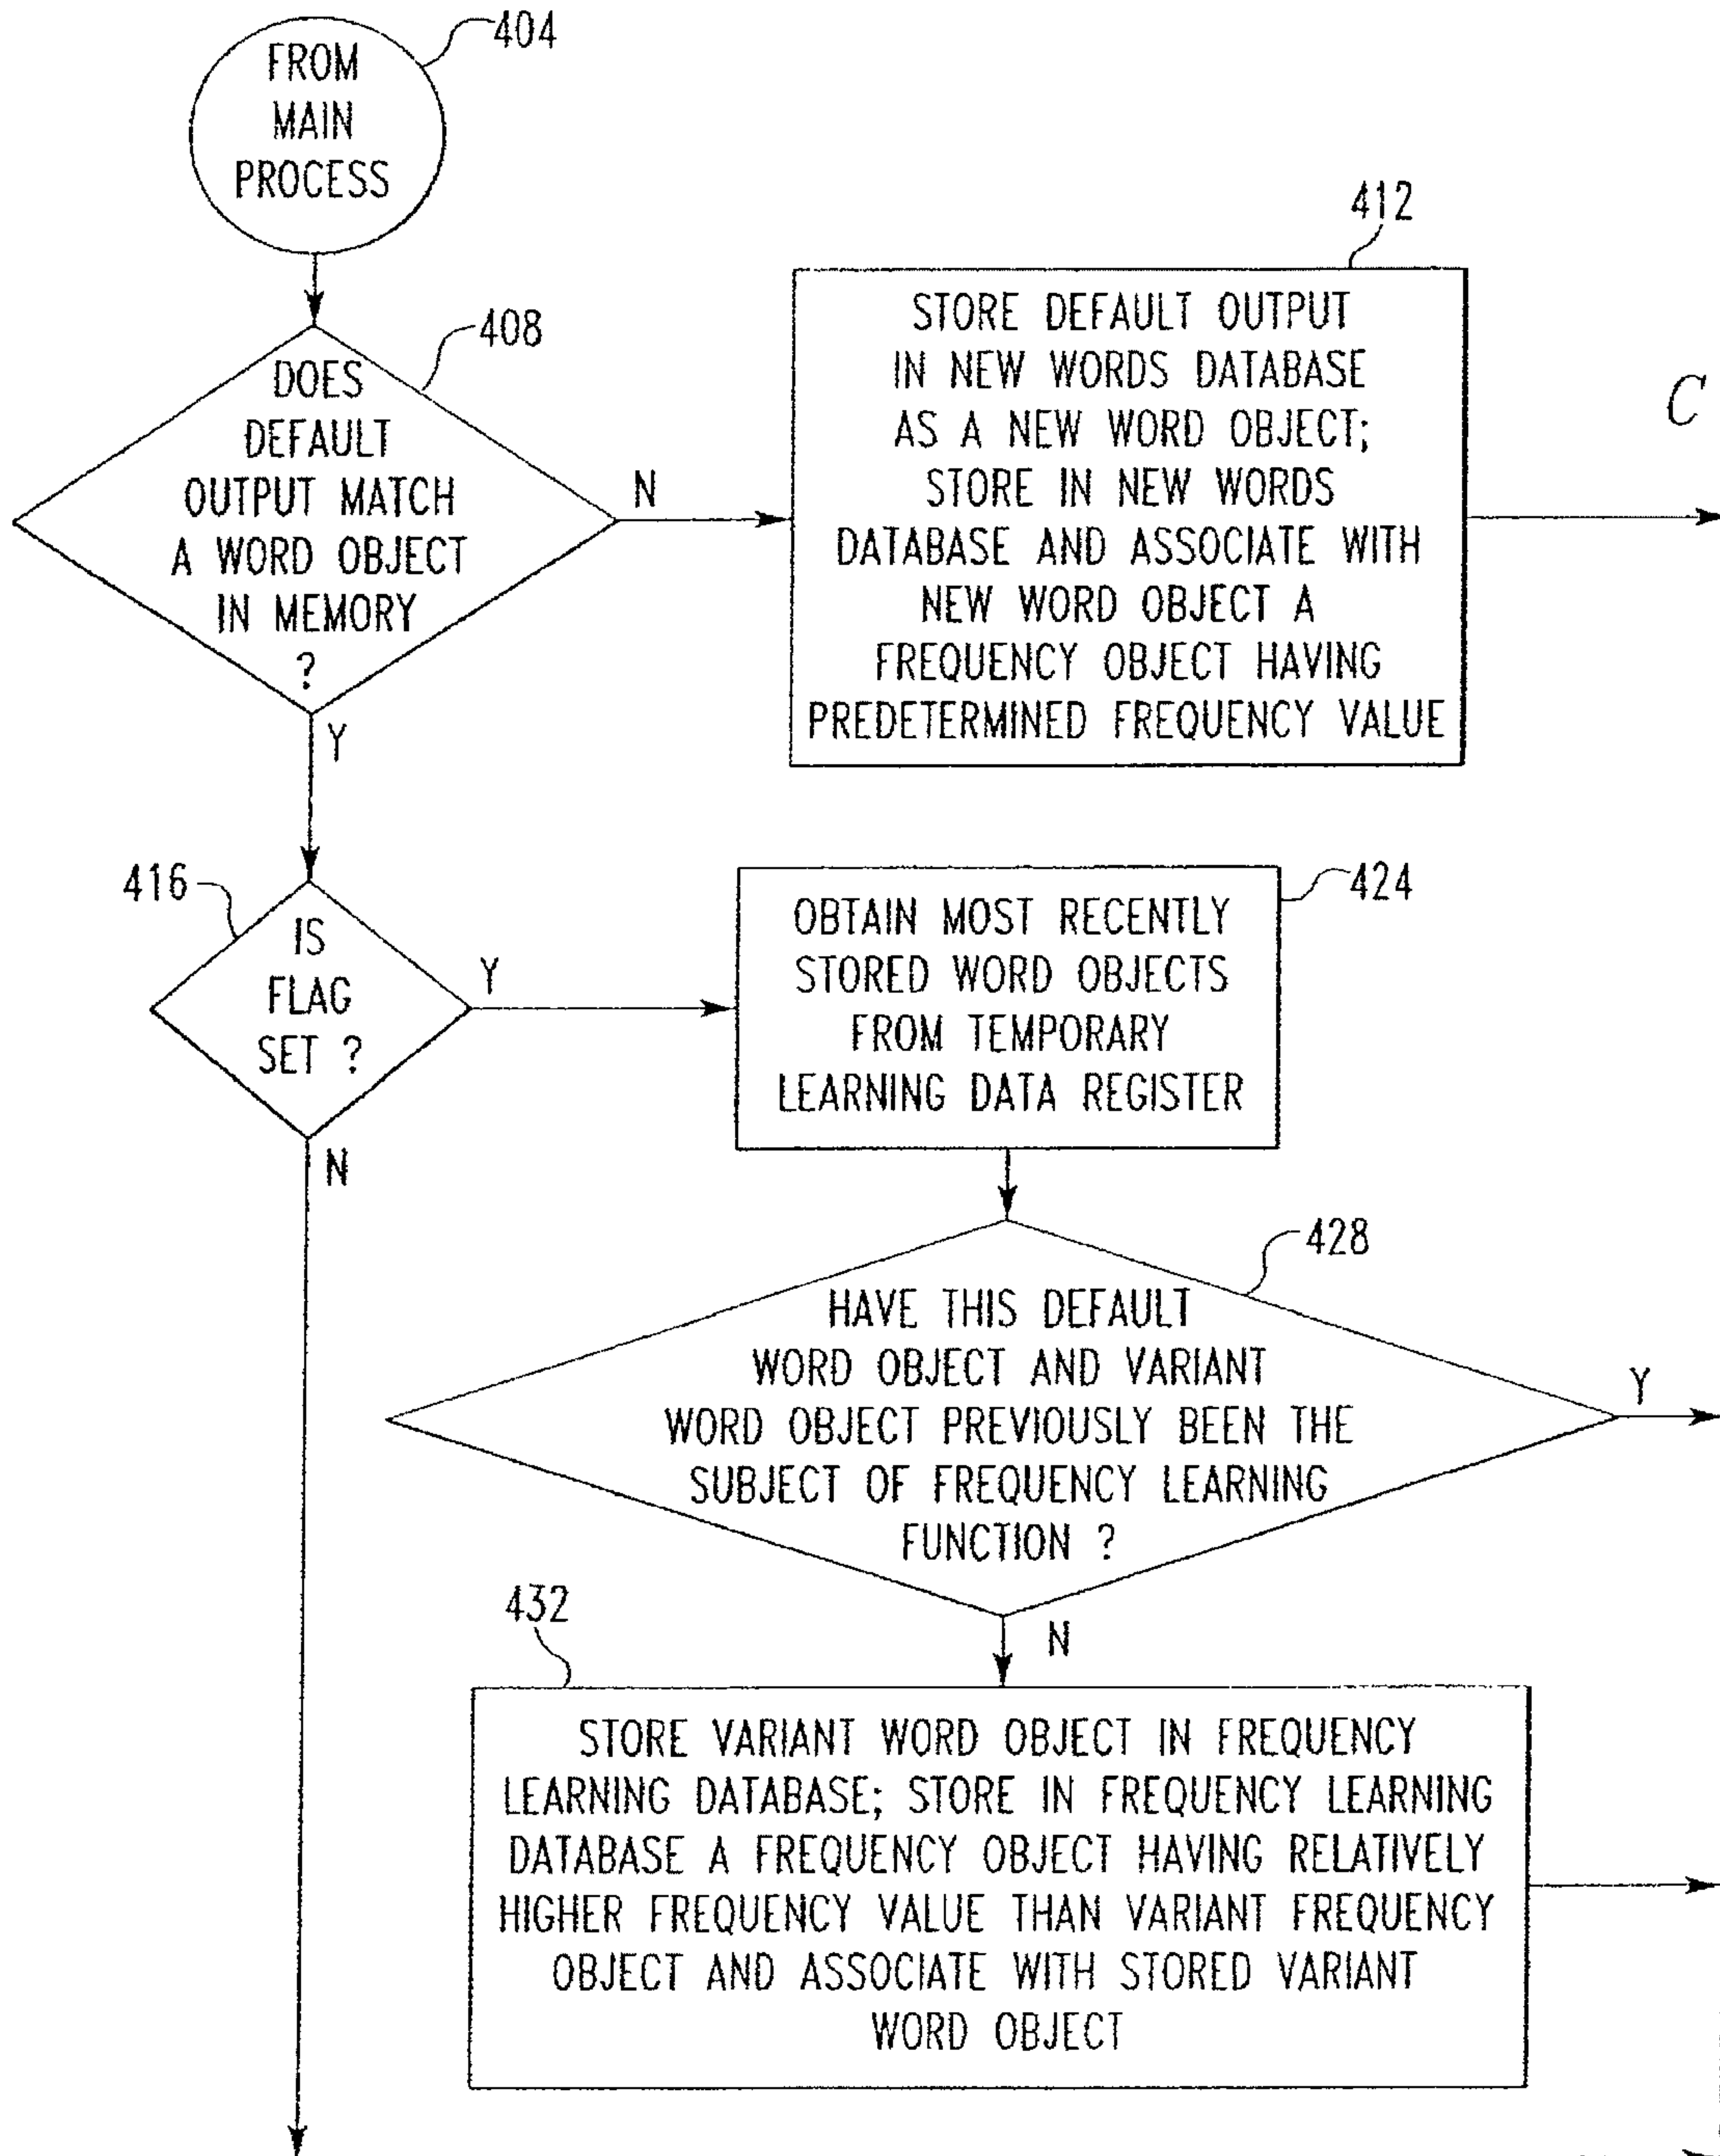 404
FROM
MAIN
PROCESS
408
DOES
DEFAULT
OUTPUT MATCH
A WORD OBJECT
IN MEMORY
?
N
Y
412
STORE DEFAULT OUTPUT
IN NEW WORDS DATABASE
AS A NEW WORD OBJECT;
STORE IN NEW WORDS
DATABASE AND ASSOCIATE WITH
NEW WORD OBJECT A
FREQUENCY OBJECT HAVING
PREDETERMINED FREQUENCY VALUE
C
416
IS
FLAG
SET ?
Y
N
424
OBTAIN MOST RECENTLY
STORED WORD OBJECTS
FROM TEMPORARY
LEARNING DATA REGISTER
428
HAVE THIS DEFAULT
WORD OBJECT AND VARIANT
WORD OBJECT PREVIOUSLY BEEN THE
SUBJECT OF FREQUENCY LEARNING
FUNCTION ?
Y
N
432
STORE VARIANT WORD OBJECT IN FREQUENCY
LEARNING DATABASE; STORE IN FREQUENCY LEARNING
DATABASE A FREQUENCY OBJECT HAVING RELATIVELY
HIGHER FREQUENCY VALUE THAN VARIANT FREQUENCY
OBJECT AND ASSOCIATE WITH STORED VARIANT
WORD OBJECT